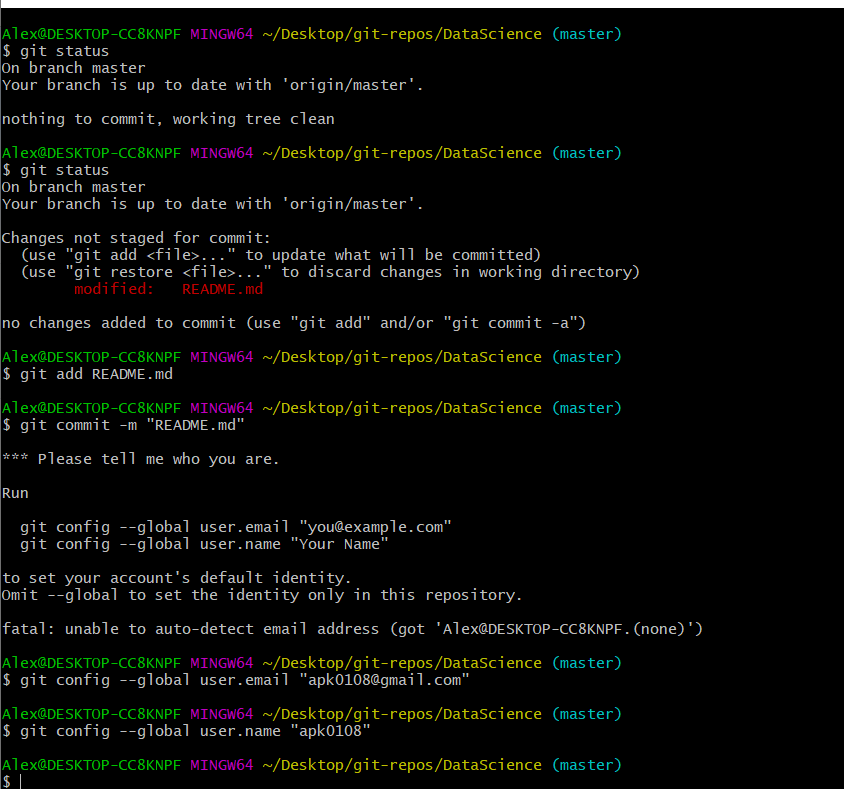 Alex@DESKTOP-CC8KNPF MINGW64 ~/Desktop/git-repos/DataScience (master)
$ git status
On branch master
Your branch is up to date with 'origin/master'.
nothing to commit, working tree clean
Alex@DESKTOP-CC8KNPF MINGW64 ~/Desktop/git-repos/DataScience (master)
$ git status
On branch master
Your branch is up to date with 'origin/master'.
Changes not staged for commit:
  (use "git add <file>..." to update what will be committed)
  (use "git restore <file>..." to discard changes in working directory)
        modified:   README.md
no changes added to commit (use "git add" and/or "git commit -a")
Alex@DESKTOP-CC8KNPF MINGW64 ~/Desktop/git-repos/DataScience (master)
$ git add README.md
Alex@DESKTOP-CC8KNPF MINGW64 ~/Desktop/git-repos/DataScience (master)
$ git commit -m "README.md"
*** Please tell me who you are.
Run
  git config --global user.email "you@example.com"
  git config --global user.name "Your Name"
to set your account's default identity.
Omit --global to set the identity only in this repository.
fatal: unable to auto-detect email address (got 'Alex@DESKTOP-CC8KNPF.(none)')
Alex@DESKTOP-CC8KNPF MINGW64 ~/Desktop/git-repos/DataScience (master)
$ git config --global user.email "apk0108@gmail.com"
Alex@DESKTOP-CC8KNPF MINGW64 ~/Desktop/git-repos/DataScience (master)
$ git config --global user.name "apk0108"
Alex@DESKTOP-CC8KNPF MINGW64 ~/Desktop/git-repos/DataScience (master)
$